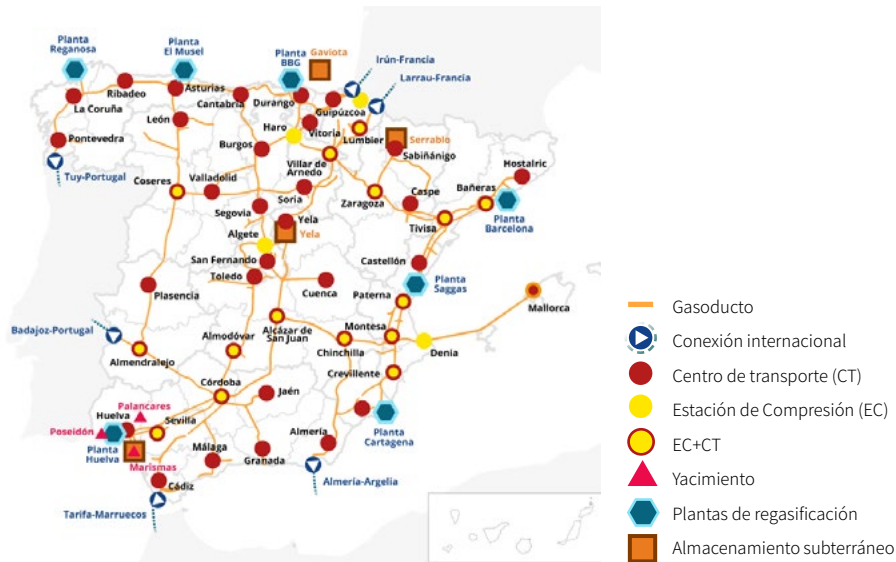 Planta
Reganosa
Planta
El Musel
Planta
BBG
Gaviota
Irún-Francia
Larrau-Francia
Ribadeo
Asturias
Cantabria
Durango
Guipúzcoa
La Coruña
León
Haro
Vitoria
Lumbier
Serrablo
Pontevedra
Burgos
Sabiñánigo
Hostalric
Tuy-Portugal
Villar de
Arnedo
Coseres
Valladolid
Soria
Zaragoza
Caspe
Bañeras
Segovia
Yela
Yela
Tivisa
Planta
Barcelona
Algete
San Fernando
Toledo
Castellón
Planta
Saggas
Plasencia
Cuenca
Paterna
Mallorca
Badajoz-Portugal
Almodóvar
Alcázar de
San Juan
Montesa
Almendralejo
Chinchilla
Denia
Crevillente
Córdoba
Jaén
Palancares
Huelva
Sevilla
Poseidón
Planta
Huelva
Almería
Planta
Cartagena
Málaga
Marismas
Granada
Cádiz
Almería-Argelia
Tarifa-Marruecos
Gasoducto
Conexión internacional
Centro de transporte (CT)
Estación de Compresión (EC)
EC+CT
Yacimiento
Plantas de regasificación
Almacenamiento subterráneo